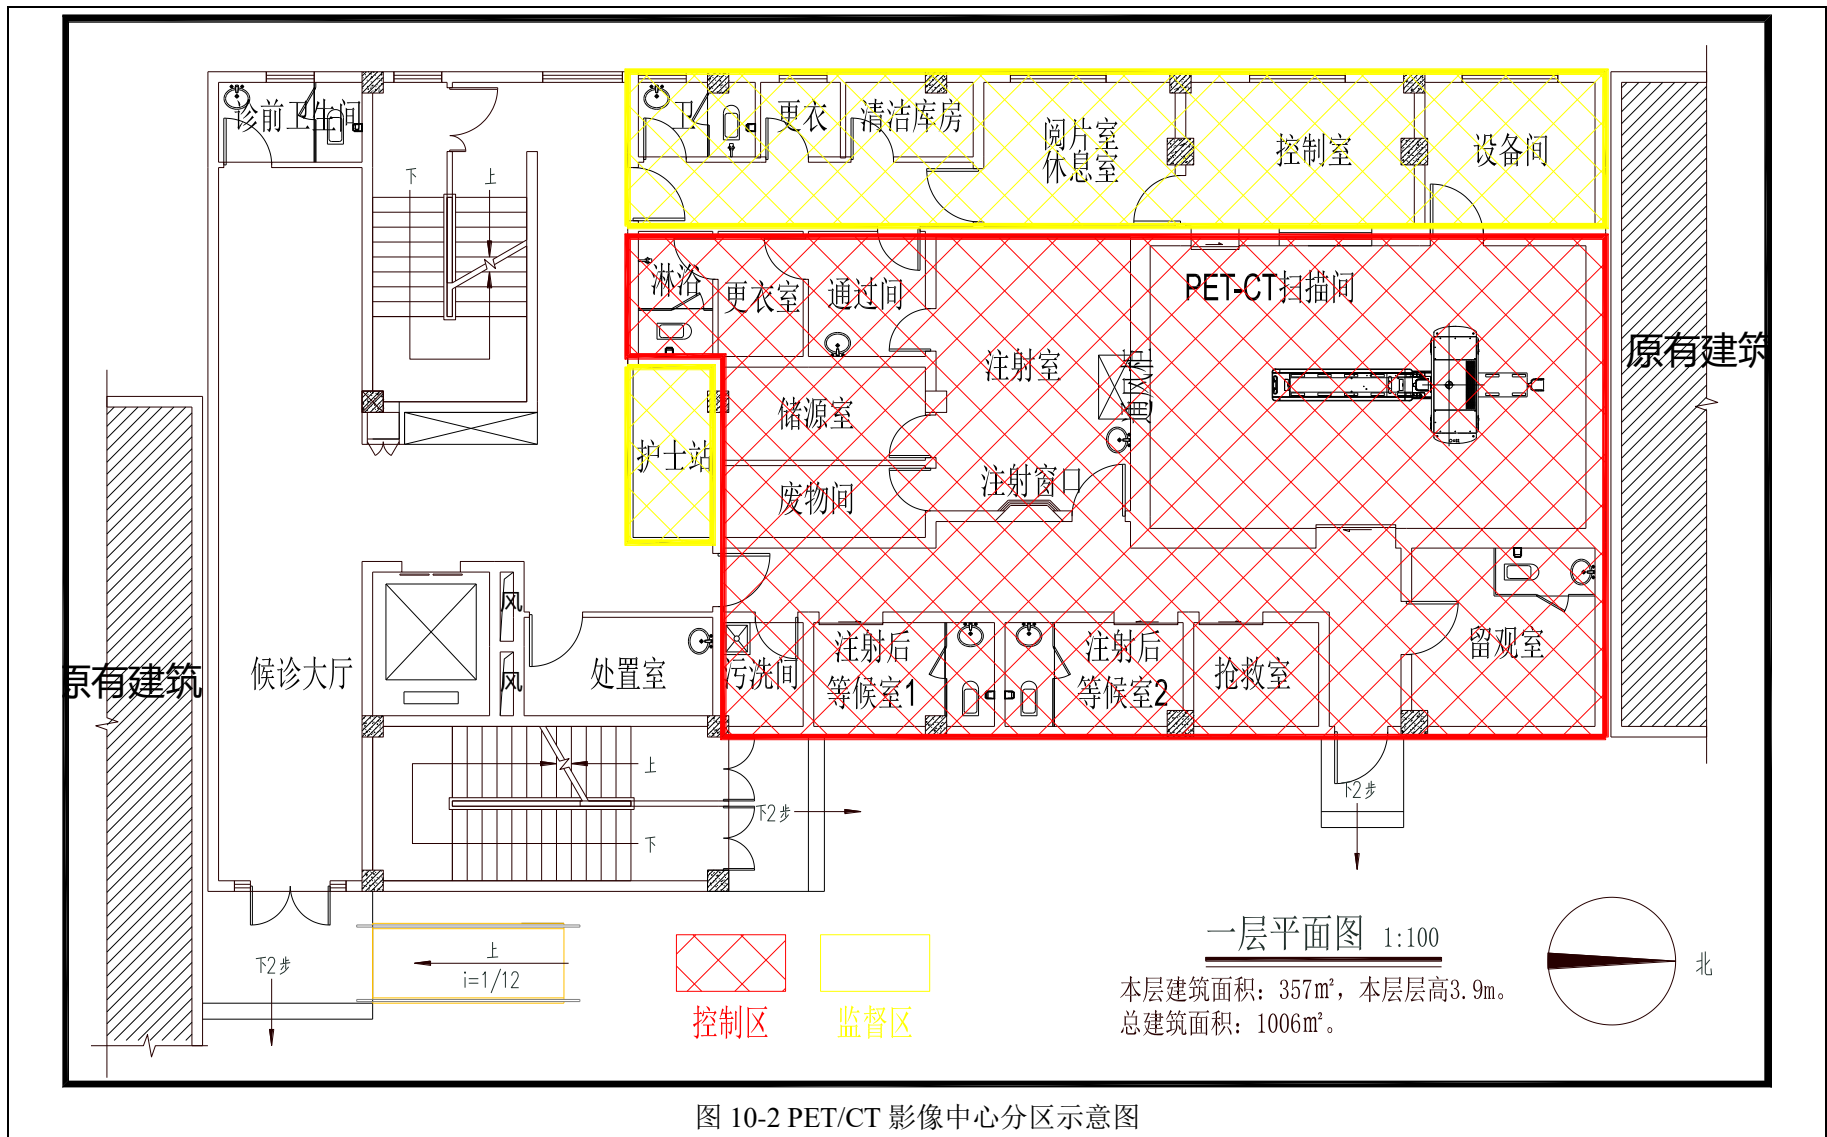 诊前卫生间
卫
更衣
清洁库房
阅片室
休息室
控制室
设备间
下
上
淋浴
更衣室
通过间
PET-CT扫描间
注射室
通风柜
原有建筑
储源室
护士站
注射窗口
废物间
风
风
原有建筑
候诊大厅
处置室
污洗间
注射后
等候室1
注射后
等候室2
抢救室
留观室
上
下
下2步
下2步
下2步
上
i=1/12
控制区
监督区
一层平面图 1:100
本层建筑面积：357㎡，本层层高3.9m。
总建筑面积：1006㎡。
北
图 10-2 PET/CT 影像中心分区示意图